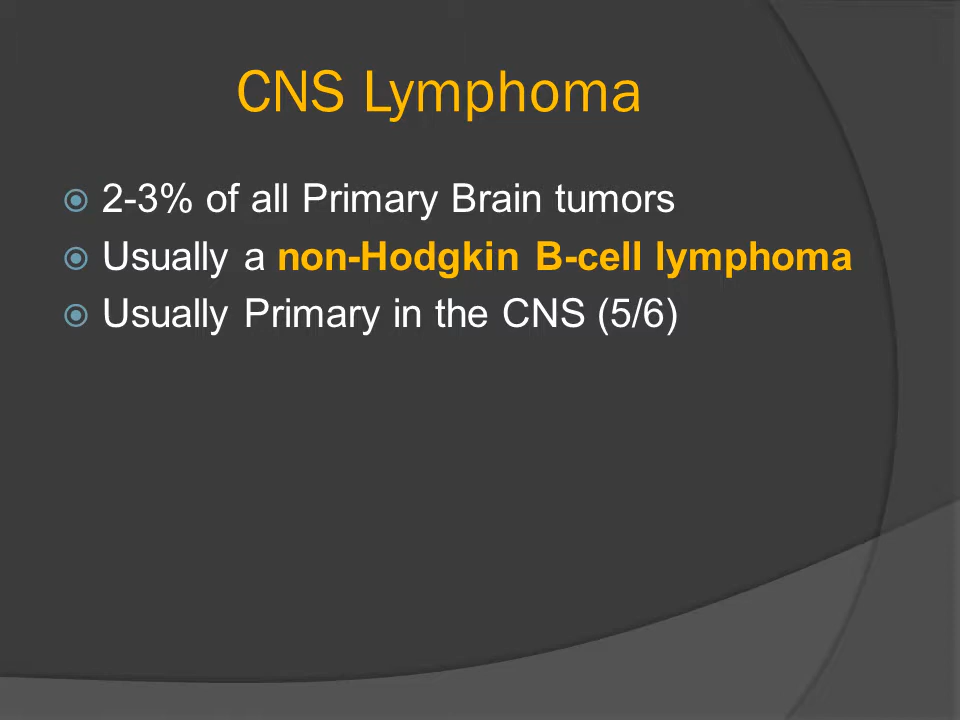 CNS Lymphoma
2-3% of all Primary Brain tumors
Usually a non-Hodgkin B-cell lymphoma
Usually Primary in the CNS (5/6)